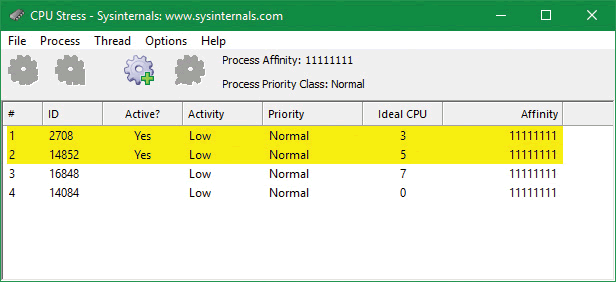 CPU Stress - Sysinternals: www.sysinternals.com
File Process Thread Options Help
Process Affinity: 11111111
Process Priority Class: Normal
# ID Active? Activity Priority Ideal CPU Affinity
1 2708 Yes Low Normal 3 11111111
2 14852 Yes Low Normal 5 11111111
3 16848 Low Normal 7 11111111
4 14084 Low Normal 0 11111111